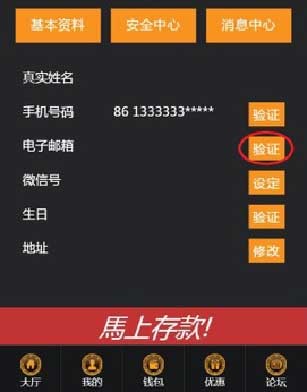 基本资料 安全中心 消息中心
真实姓名
手机号码 86 1333333***** 验证
电子邮箱 验证
微信号 设定
生日 验证
地址 修改
馬上存款!
大厅 我的 钱包 优惠 论坛